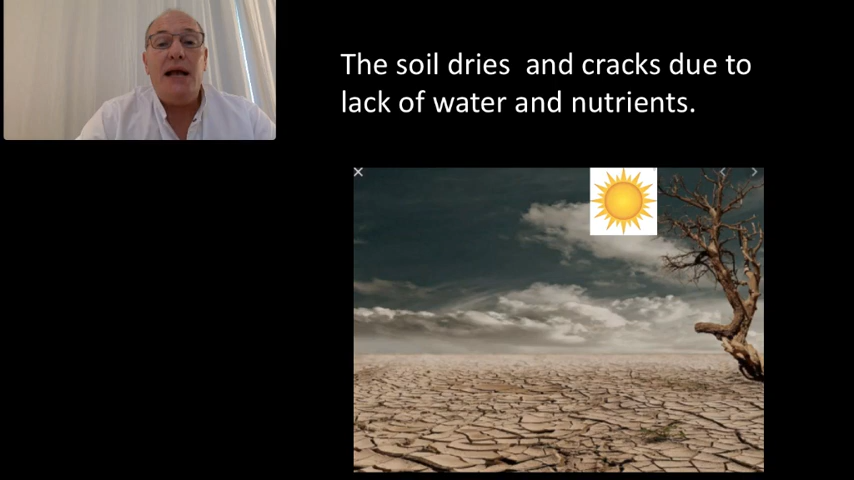 The soil dries  and cracks due to
lack of water and nutrients.